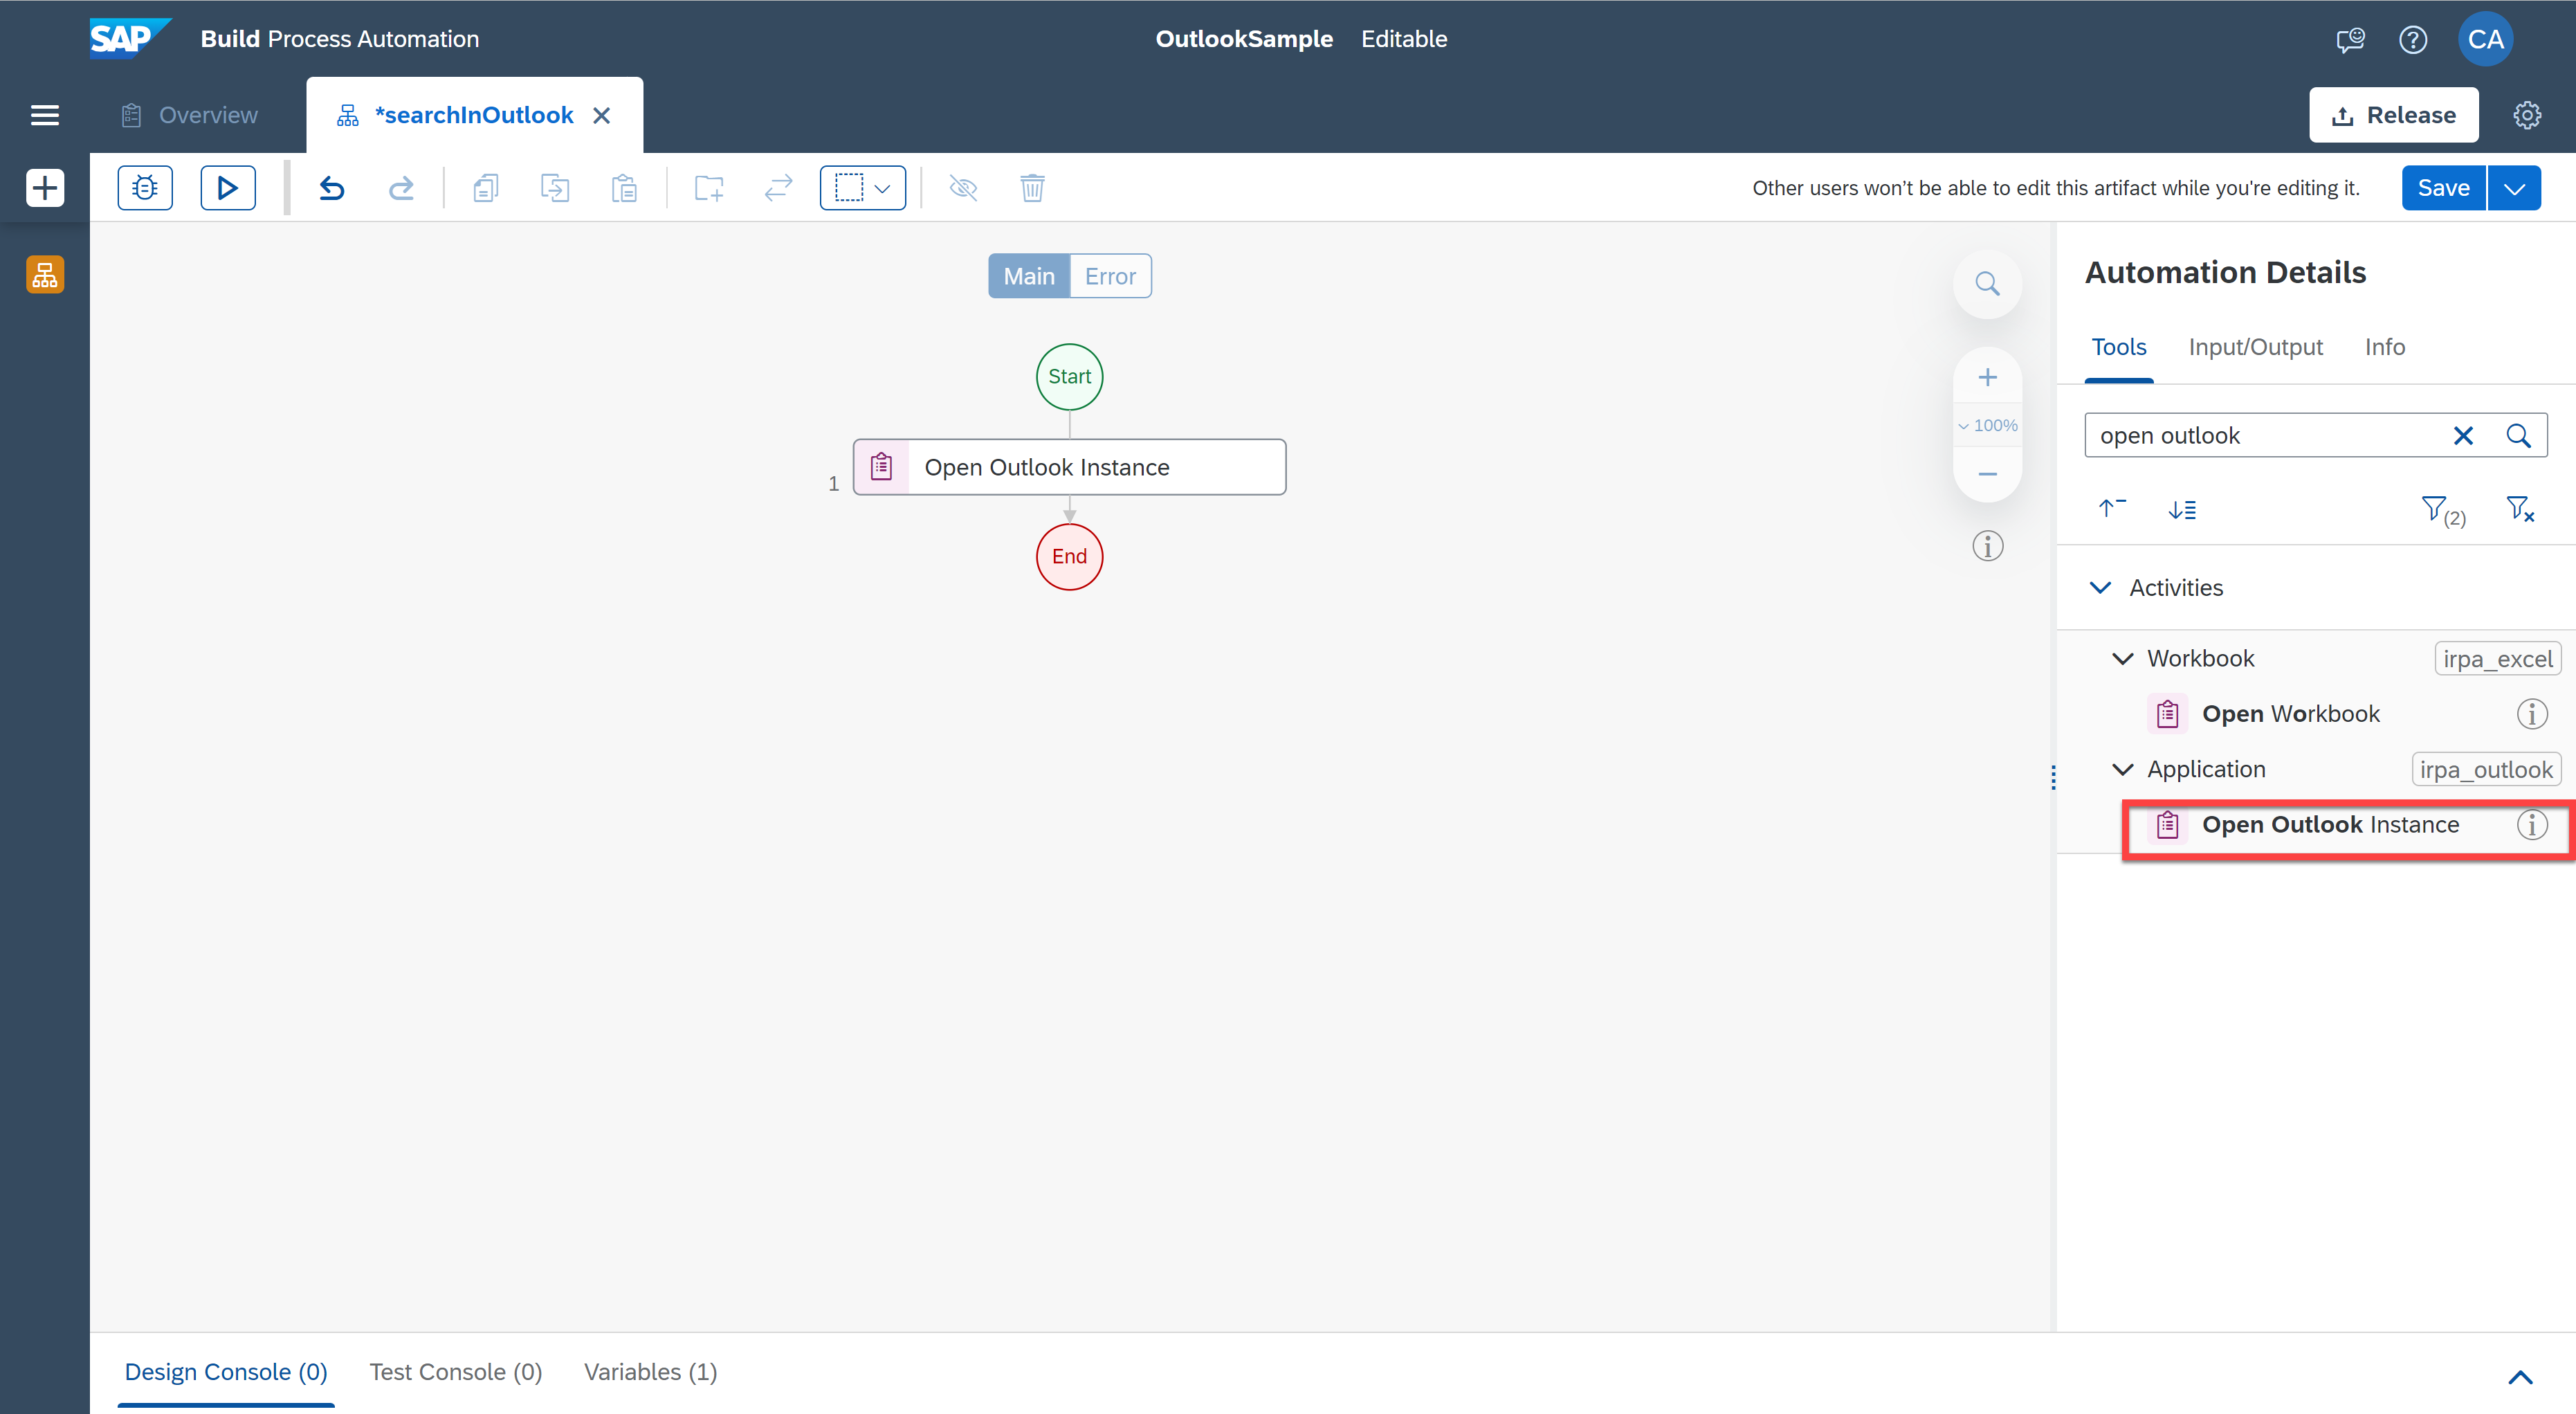 SAP Build Process Automation OutlookSample Editable CA
Overview *searchInOutlook Release
Other users won't be able to edit this artifact while you're editing it. Save
Main Error
Start
1 Open Outlook Instance
End
100%
Automation Details
Tools Input/Output Info
open outlook
(2)
Activities
Workbook irpa_excel
Open Workbook
Application irpa_outlook
Open Outlook Instance
Design Console (0) Test Console (0) Variables (1)